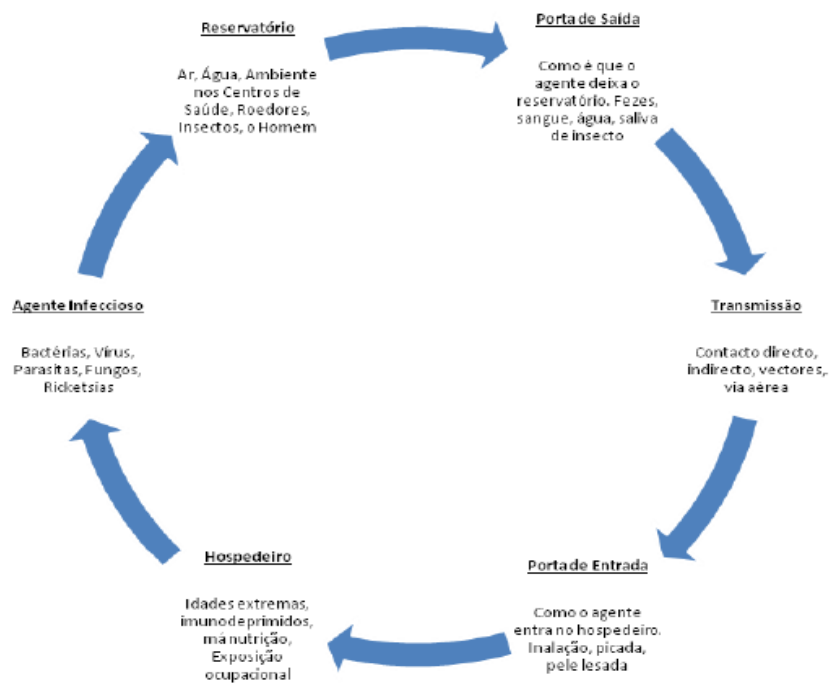 Reservatório
Ar, Água, Ambiente
nos Centros de
Saúde, Roedores,
Insectos, o Homem
Porta de Saída
Como é que o
agente deixa o
reservatório. Fezes,
sangue, água, saliva
de insecto
Transmissão
Contacto directo,
indirecto, vectores,.
via aérea
Porta de Entrada
Como o agente
entra no hospedeiro.
Inalação, picada,
pele lesada
Hospedeiro
Idades extremas,
imunodeprimidos,
má nutrição,
Exposição
ocupacional
Agente Infeccioso
Bactérias, Vírus,
Parasitas, Fungos,
Ricketsias